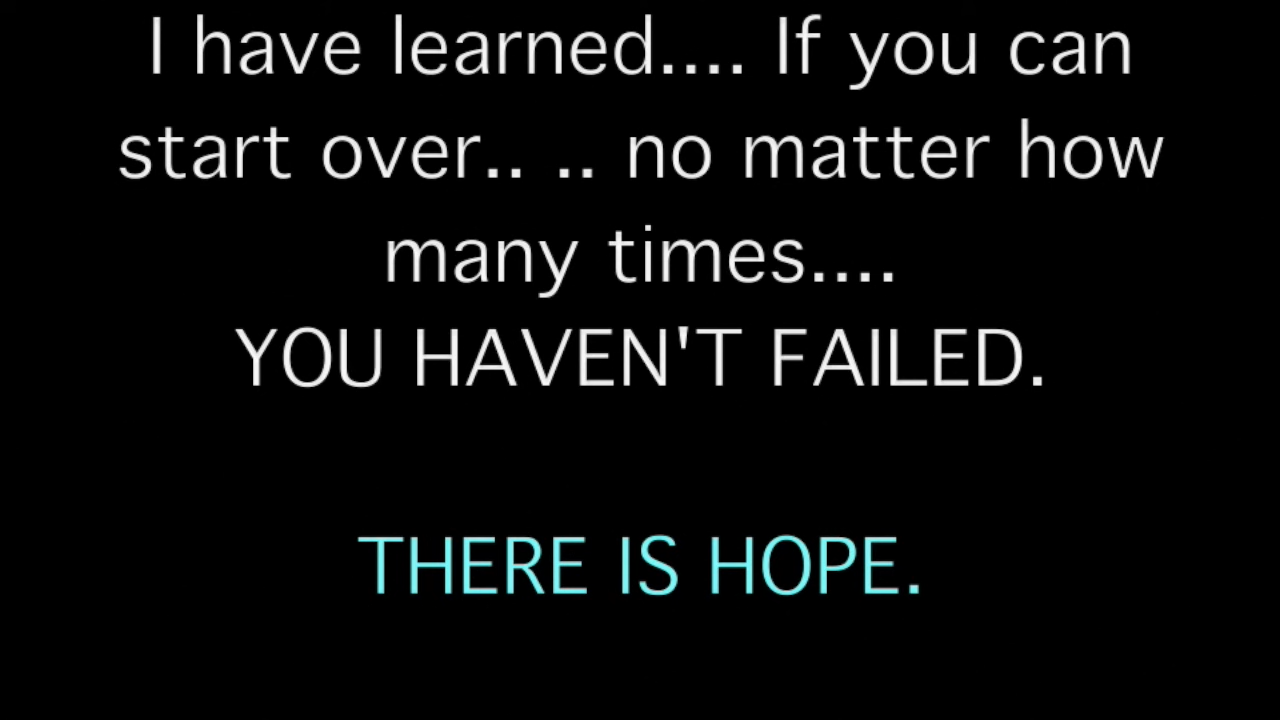 I have learned.... If you can
start over.. .. no matter how
many times....
YOU HAVEN'T FAILED.
THERE IS HOPE.